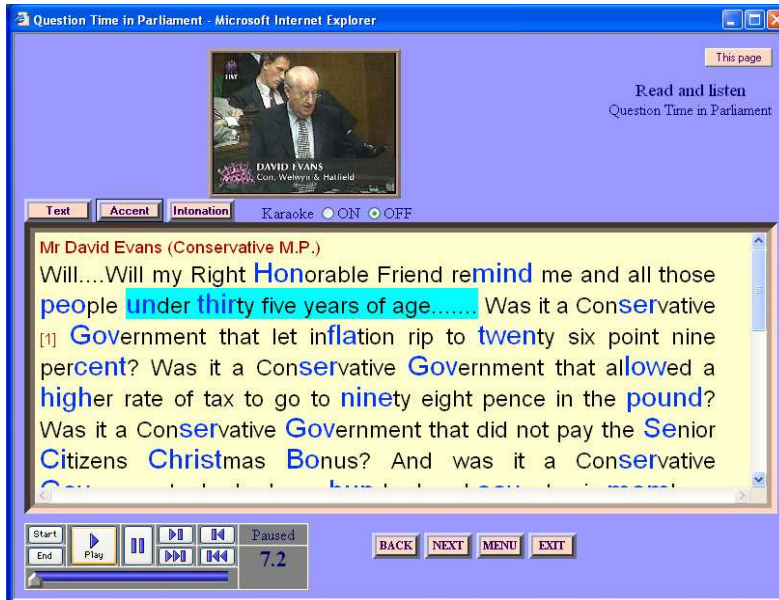 Question Time in Parliament - Microsoft Internet Explorer
This page
Read and listen
Question Time in Parliament
LIVE
DAVID EVANS
Con. Welwyn & Hatfield
Text Accent Intonation Karaoke ON OFF
Mr David Evans (Conservative M.P.)
Will....Will my Right Honorable Friend remind me and all those
people under thirty five years of age....... Was it a Conservative
[1] Government that let inflation rip to twenty six point nine
percent? Was it a Conservative Government that allowed a
higher rate of tax to go to ninety eight pence in the pound?
Was it a Conservative Government that did not pay the Senior
Citizens Christmas Bonus? And was it a Conservative
Start
End
Play
Paused
7.2
BACK NEXT MENU EXIT